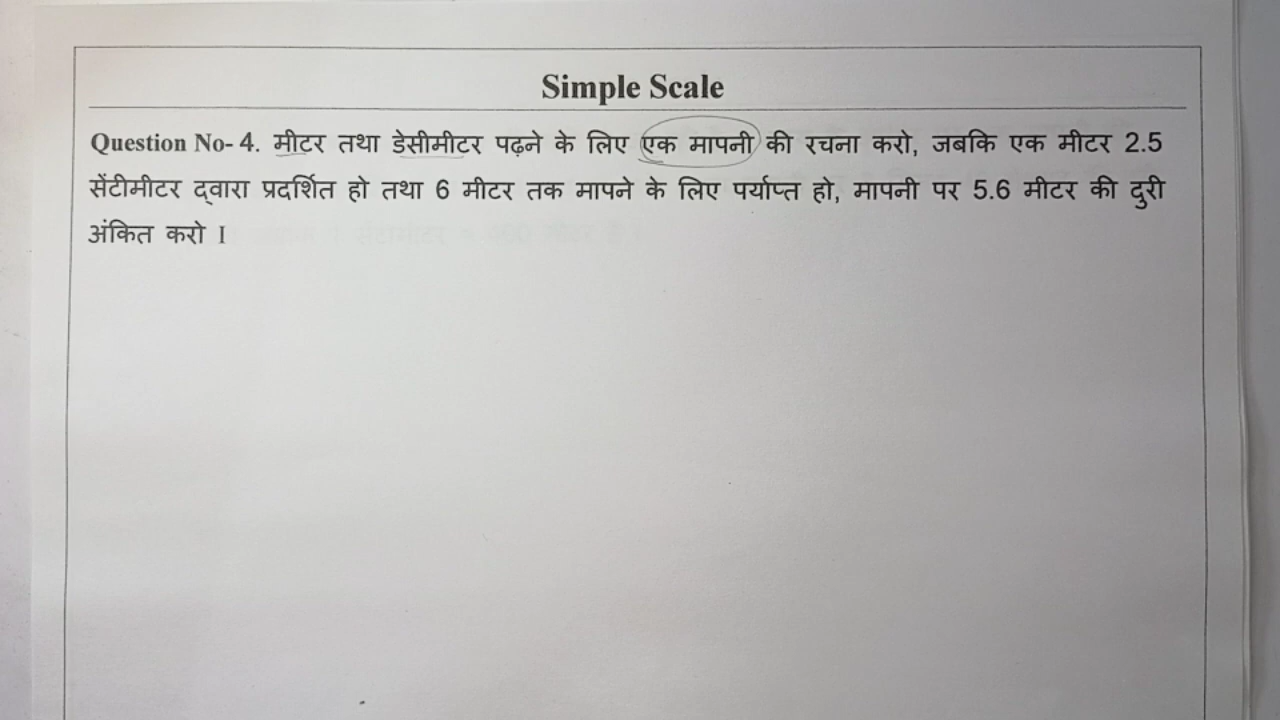 Simple Scale
Question No- 4. मीटर तथा डेसीमीटर पढ़ने के लिए एक मापनी की रचना करो, जबकि एक मीटर 2.5
सेंटीमीटर द्वारा प्रदर्शित हो तथा 6 मीटर तक मापने के लिए पर्याप्त हो, मापनी पर 5.6 मीटर की दुरी
अंकित करो I